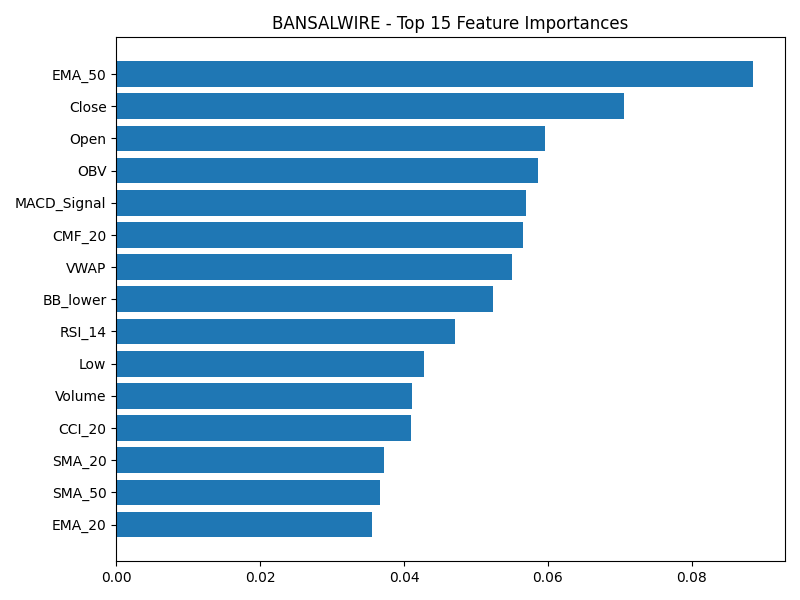 BANSALWIRE - Top 15 Feature Importances
EMA_50
Close
Open
OBV
MACD_Signal
CMF_20
VWAP
BB_lower
RSI_14
Low
Volume
CCI_20
SMA_20
SMA_50
EMA_20
0.00 0.02 0.04 0.06 0.08